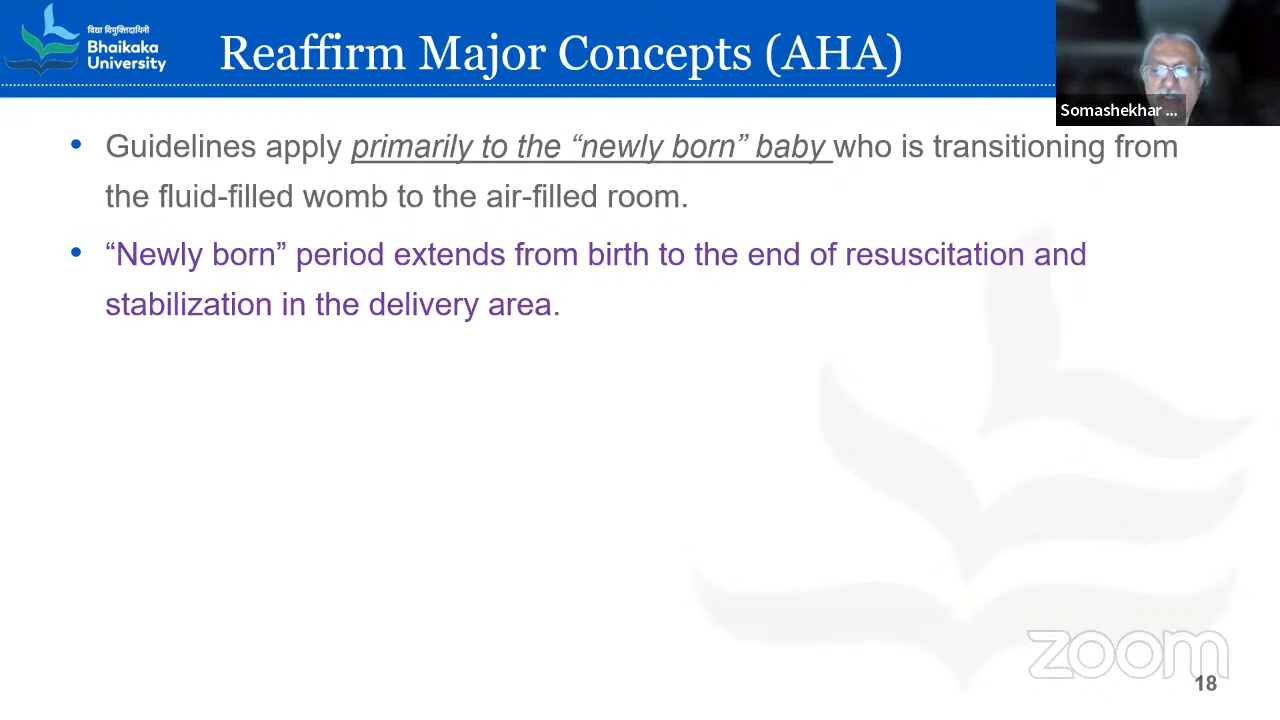 विद्या विमुक्तिदायिनी
Bhaikaka
University
Reaffirm Major Concepts (AHA)
Somashekhar ...
• Guidelines apply primarily to the “newly born” baby who is transitioning from
the fluid-filled womb to the air-filled room.
• “Newly born” period extends from birth to the end of resuscitation and
stabilization in the delivery area.
zoom
18